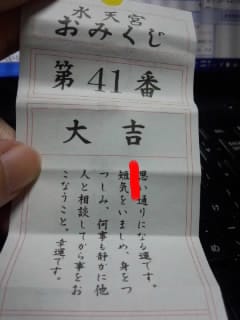 水天宮
おみくじ
第41番
大吉
思い通りになる運です。
短気をいましめ、身をつ
つしみ、何事も静かに他
人と相談してから事をお
こなうこと。幸運です。